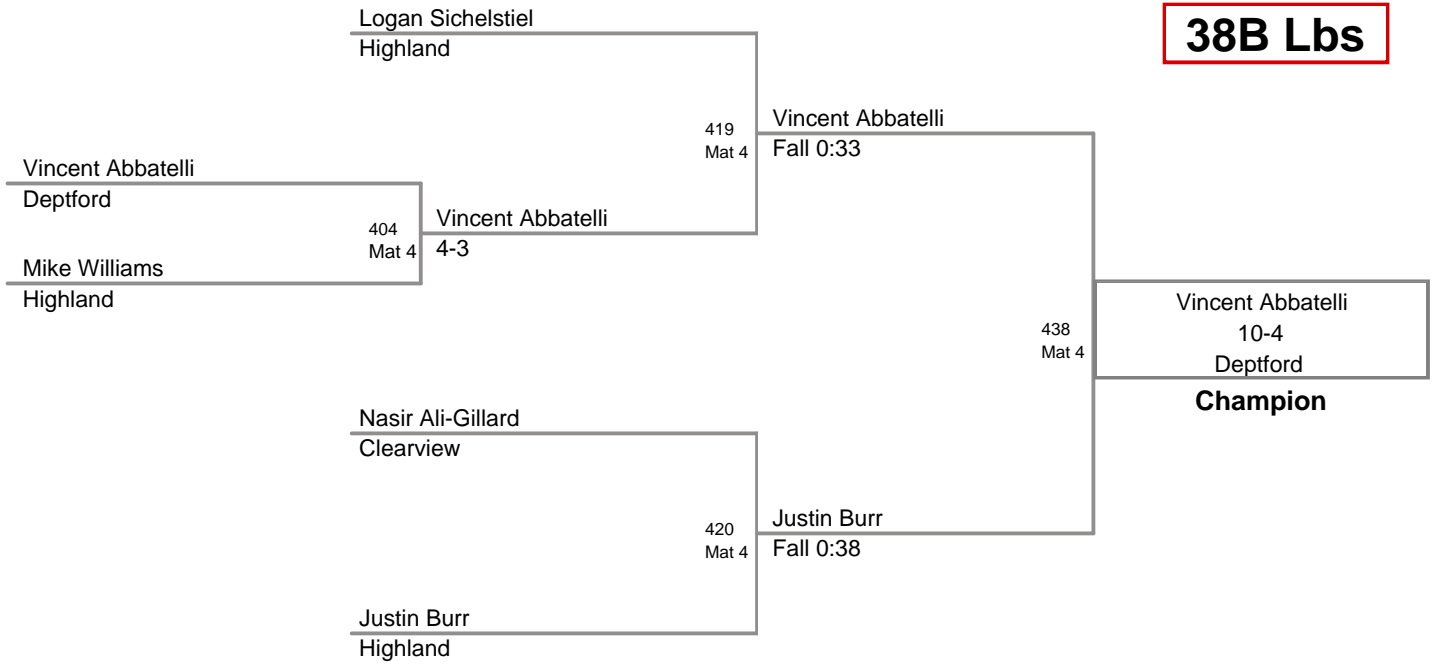 Logan Sichelstiel
Highland
38B Lbs
419
Mat 4
Vincent Abbatelli
Fall 0:33
Vincent Abbatelli
Deptford
404
Mat 4
Vincent Abbatelli
4-3
Mike Williams
Highland
438
Mat 4
Vincent Abbatelli
10-4
Deptford
Champion
Nasir Ali-Gillard
Clearview
420
Mat 4
Justin Burr
Fall 0:38
Justin Burr
Highland